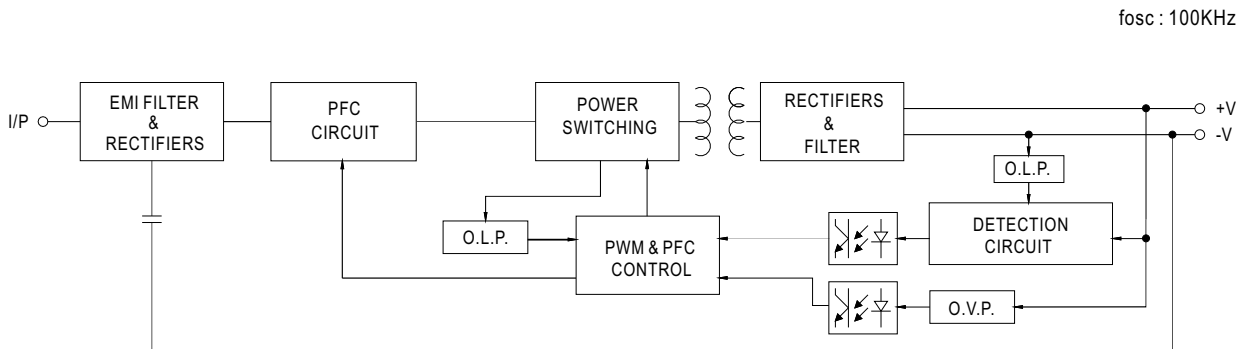 fosc : 100KHz
I/P
EMI FILTER
&
RECTIFIERS
PFC
CIRCUIT
POWER
SWITCHING
RECTIFIERS
&
FILTER
+V
-V
O.L.P.
O.L.P.
PWM & PFC
CONTROL
DETECTION
CIRCUIT
O.V.P.